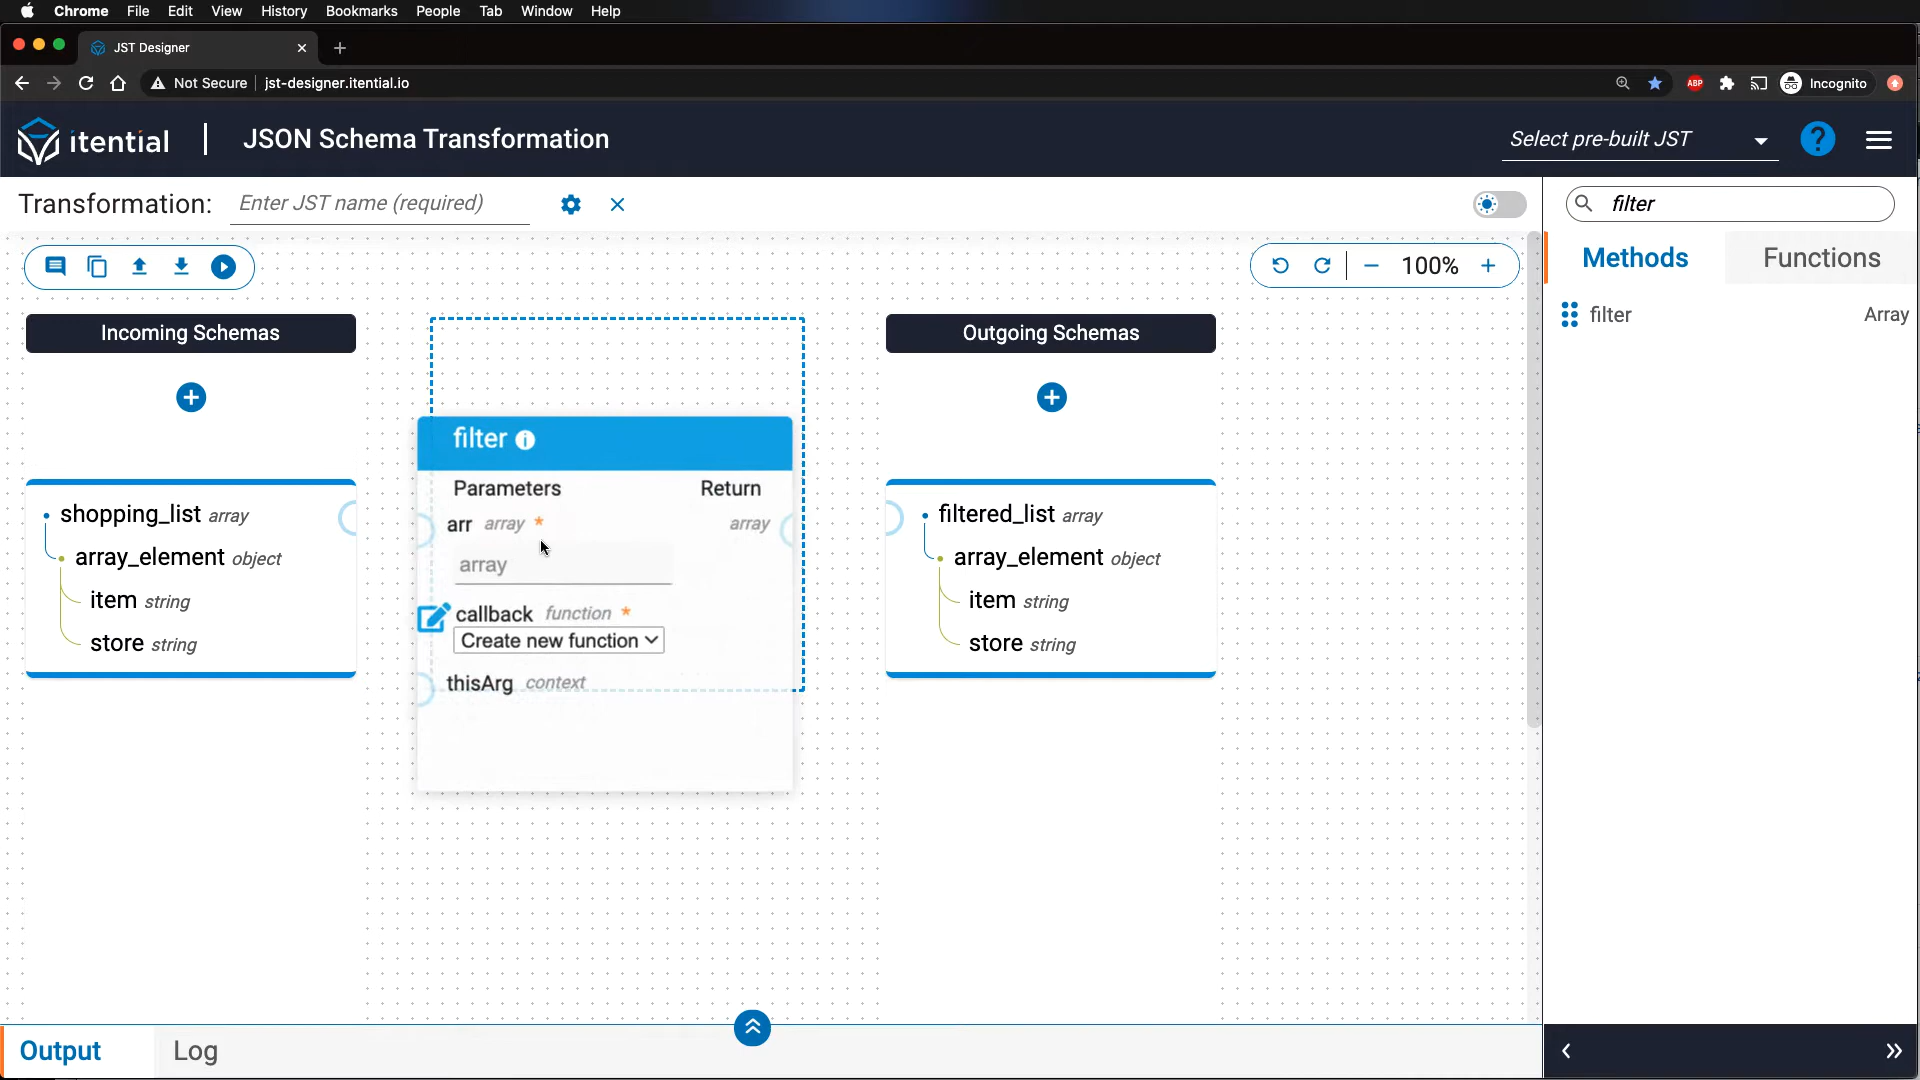 Chrome File Edit View History Bookmarks People Tab Window Help
JST Designer
Not Secure jst-designer.itential.io ABP Incognito
itential JSON Schema Transformation Select pre-built JST ?
Transformation: Enter JST name (required)
filter
Methods Functions
100%
filter Array
Incoming Schemas
Outgoing Schemas
filter
Parameters Return
shopping_list array
arr array * array
filtered_list array
array_element object
array
array_element object
item string
callback function *
item string
store string
Create new function
store string
thisArg context
Output Log